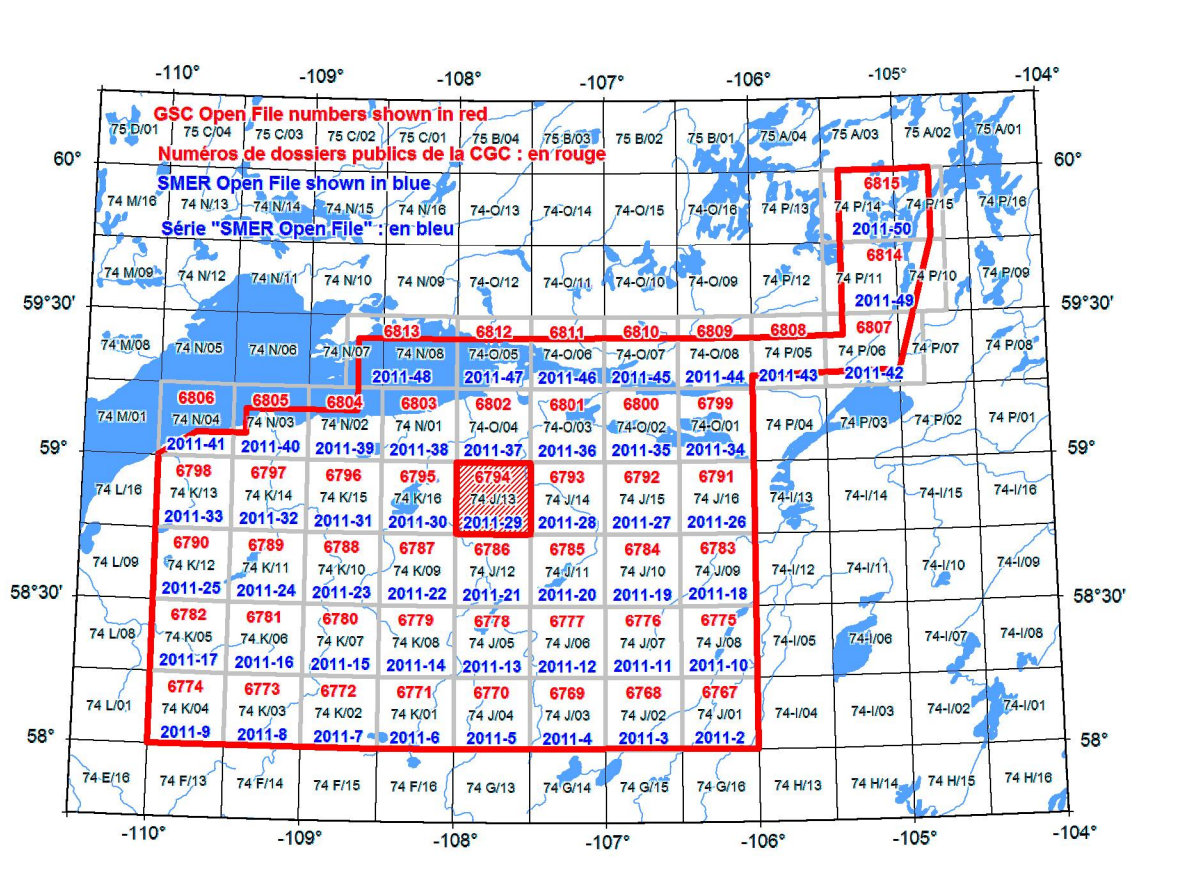 -110° -109° -108° -107° -106° -105° -104°
GSC Open File numbers shown in red
75 D/01 75 C/04 75 C/03 75 C/02 75 C/01 75 B/04 75 B/03 75 B/02 75 B/01 75 A/04 75 A/03 75 A/02 75 A/01
Numéros de dossiers publics de la CGC : en rouge
60° 60°
SMER Open File shown in blue
6815
74 M/16 74 N/13 74 N/14 74 N/15 74 N/16 74-O/13 74-O/14 74-O/15 74-O/16 74 P/13 74 P/14 74 P/15 74 P/16
Série "SMER Open File" : en bleu
2011-50
6814
74 M/09 74 N/12 74 N/11 74 N/10 74 N/09 74-O/12 74-O/11 74-O/10 74-O/09 74 P/12 74 P/11 74 P/10 74 P/09
2011-49
59°30' 59°30'
6813 6812 6811 6810 6809 6808 6807
74 M/08 74 N/05 74 N/06 74 N/07 74 N/08 74-O/05 74-O/06 74-O/07 74-O/08 74 P/05 74 P/06 74 P/07 74 P/08
2011-48 2011-47 2011-46 2011-45 2011-44 2011-43 2011-42
6806 6805 6804 6803 6802 6801 6800 6799
74 M/01 74 N/04 74 N/03 74 N/02 74 N/01 74-O/04 74-O/03 74-O/02 74-O/01 74 P/04 74 P/03 74 P/02 74 P/01
2011-41 2011-40 2011-39 2011-38 2011-37 2011-36 2011-35 2011-34
59° 59°
6798 6797 6796 6795 6794 6793 6792 6791
74 L/16 74 K/13 74 K/14 74 K/15 74 K/16 74 J/13 74 J/14 74 J/15 74 J/16 74-I/13 74-I/14 74-I/15 74-I/16
2011-33 2011-32 2011-31 2011-30 2011-29 2011-28 2011-27 2011-26
6790 6789 6788 6787 6786 6785 6784 6783
74 L/09 74 K/12 74 K/11 74 K/10 74 K/09 74 J/12 74 J/11 74 J/10 74 J/09 74-I/12 74-I/11 74-I/10 74-I/09
2011-25 2011-24 2011-23 2011-22 2011-21 2011-20 2011-19 2011-18
58°30' 58°30'
6782 6781 6780 6779 6778 6777 6776 6775
74 L/08 74 K/05 74 K/06 74 K/07 74 K/08 74 J/05 74 J/06 74 J/07 74 J/08 74-I/05 74-I/06 74-I/07 74-I/08
2011-17 2011-16 2011-15 2011-14 2011-13 2011-12 2011-11 2011-10
6774 6773 6772 6771 6770 6769 6768 6767
74 L/01 74 K/04 74 K/03 74 K/02 74 K/01 74 J/04 74 J/03 74 J/02 74 J/01 74-I/04 74-I/03 74-I/02 74-I/01
2011-9 2011-8 2011-7 2011-6 2011-5 2011-4 2011-3 2011-2
58° 58°
74-E/16 74 F/13 74 F/14 74 F/15 74 F/16 74 G/13 74 G/14 74 G/15 74 G/16 74 H/13 74 H/14 74 H/15 74 H/16
-110° -109° -108° -107° -106° -105° -104°